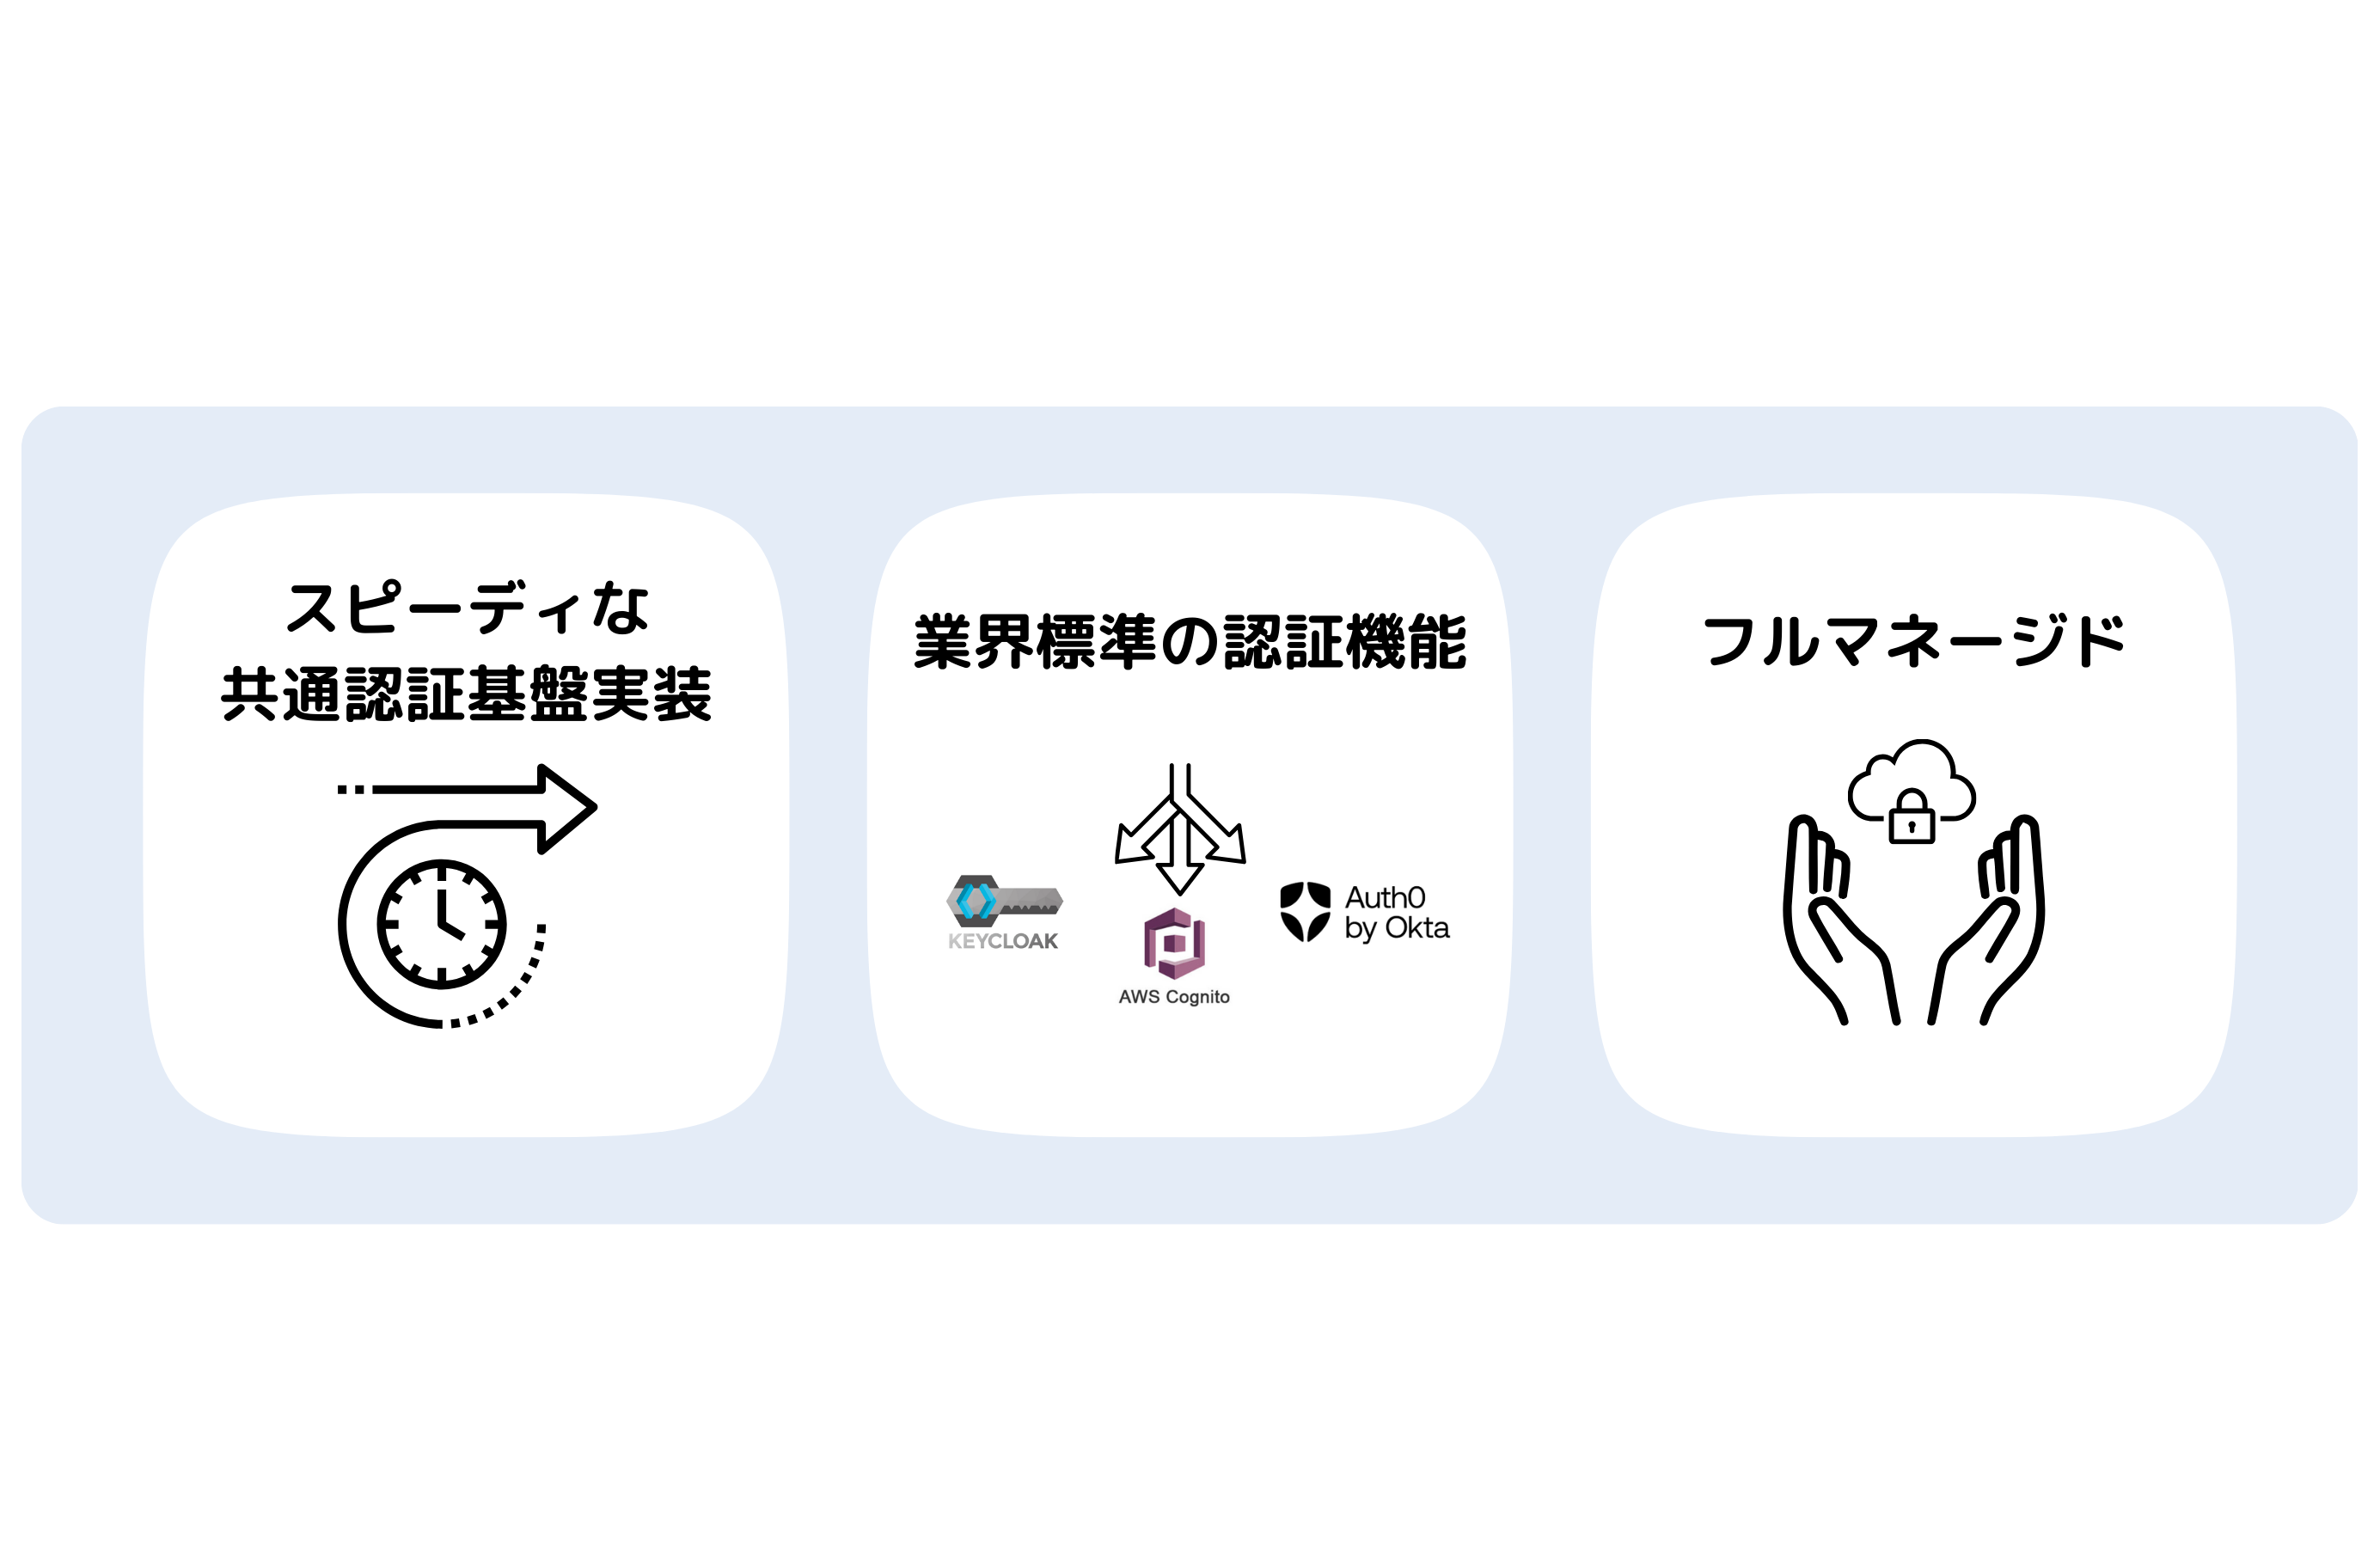 スピーディな
共通認証基盤実装
業界標準の認証機能
KEYCLOAK
AWS Cognito
Auth0
by Okta
フルマネージド